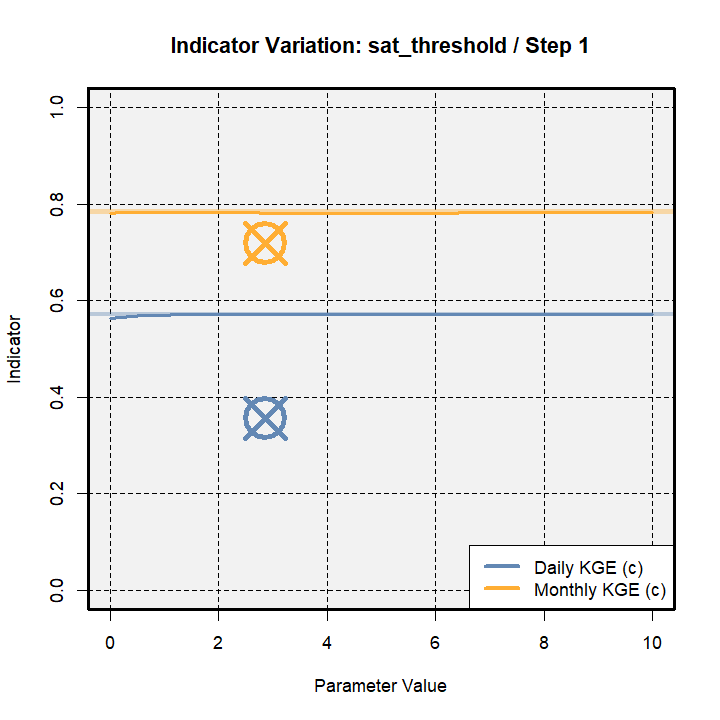 Indicator Variation: sat_threshold / Step 1
Indicator
1.0
0.8
0.6
0.4
0.2
0.0
0 2 4 6 8 10
Parameter Value
Daily KGE (c)
Monthly KGE (c)